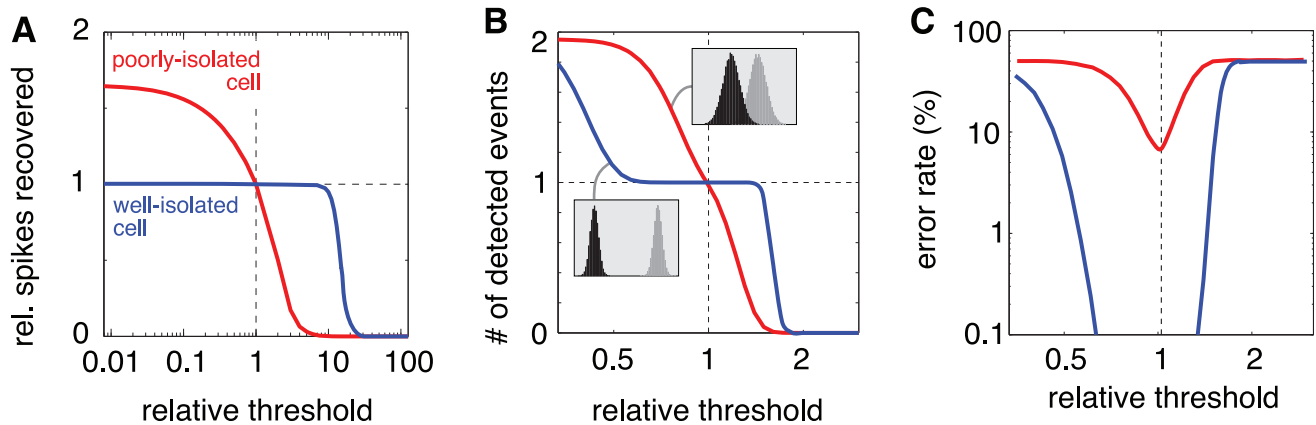 A
rel. spikes recovered
2
1
0
poorly-isolated
cell
well-isolated
cell
0.01
0.1
1
10
100
relative threshold
B
# of detected events
2
1
0
0.5
1
2
relative threshold
C
error rate (%)
100
10
1
0.1
0.5
1
2
relative threshold